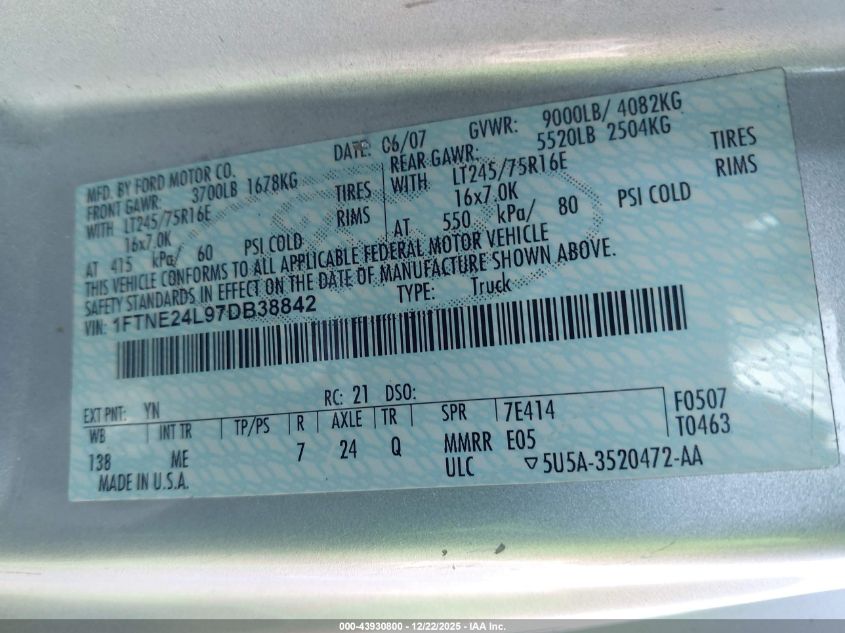 MFD. BY FORD MOTOR CO.
DATE: 06/07 GVWR: 9000LB/ 4082KG
FRONT GAWR: 3700LB 1678KG
REAR GAWR: 5520LB 2504KG
WITH LT245/75R16E TIRES
WITH LT245/75R16E TIRES
16x7.0K RIMS
16x7.0K RIMS
AT 415 kPa/ 60 PSI COLD
AT 550 kPa/ 80 PSI COLD
THIS VEHICLE CONFORMS TO ALL APPLICABLE FEDERAL MOTOR VEHICLE
SAFETY STANDARDS IN EFFECT ON THE DATE OF MANUFACTURE SHOWN ABOVE.
VIN: 1FTNE24L97DB38842 TYPE: Truck
EXT PNT: YN RC: 21 DSO:
WB INT TR TP/PS R AXLE TR SPR 7E414 F0507
138 ME 7 24 Q MMRR E05 T0463
MADE IN U.S.A. ULC ▽5U5A-3520472-AA
000-43930800 - 12/22/2025 - IAA Inc.